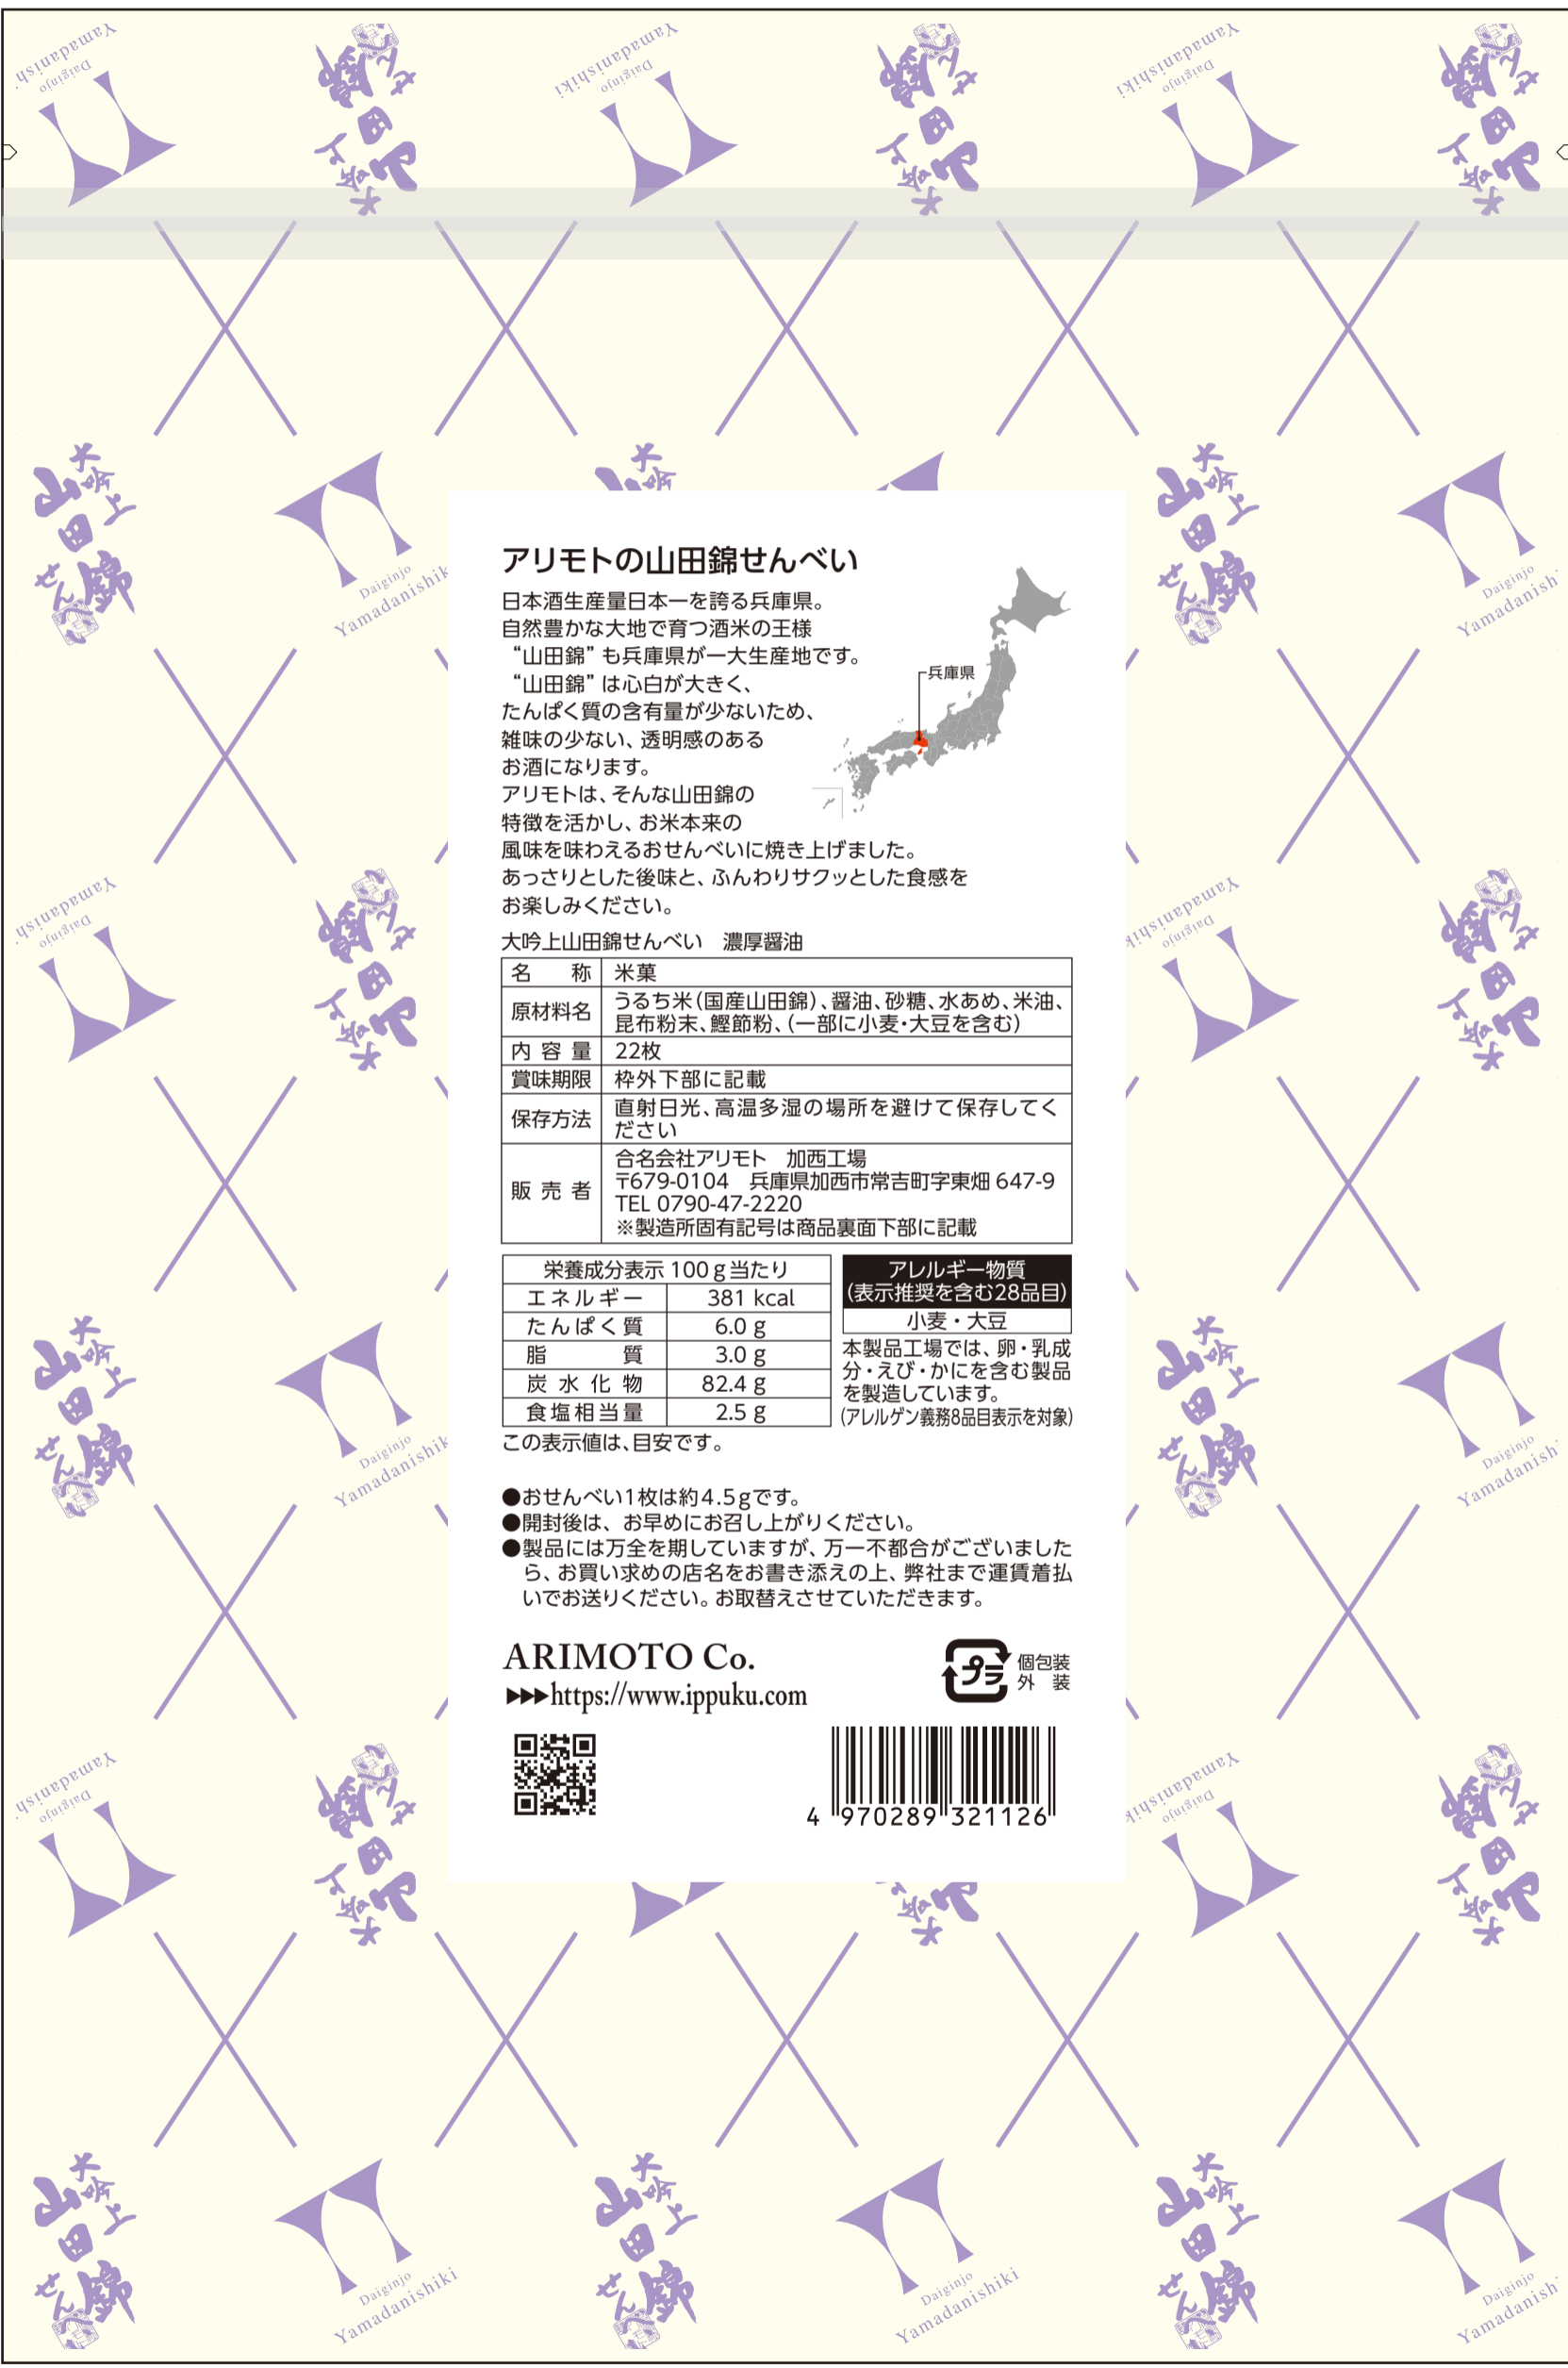 Yamadanishiki
Daiginjo
大吟上
山田錦
せんべい
アリモトの山田錦せんべい
日本酒生産量日本一を誇る兵庫県。
自然豊かな大地で育つ酒米の王様
“山田錦”も兵庫県が一大生産地です。
“山田錦”は心白が大きく、
たんぱく質の含有量が少ないため、
雑味の少ない、透明感のある
お酒になります。
アリモトは、そんな山田錦の
特徴を活かし、お米本来の
風味を味わえるおせんべいに焼き上げました。
あっさりとした後味と、ふんわりサクッとした食感を
お楽しみください。
兵庫県
大吟上山田錦せんべい　濃厚醤油
名　称　米菓
原材料名　うるち米(国産山田錦)、醤油、砂糖、水あめ、米油、
昆布粉末、鰹節粉、(一部に小麦・大豆を含む)
内容量　22枚
賞味期限　枠外下部に記載
保存方法　直射日光、高温多湿の場所を避けて保存してく
ださい
販売者　合名会社アリモト　加西工場
〒679-0104　兵庫県加西市常吉町字東畑 647-9
TEL 0790-47-2220
※製造所固有記号は商品裏面下部に記載
栄養成分表示 100g当たり
エネルギー　381 kcal
たんぱく質　6.0 g
脂　質　3.0 g
炭水化物　82.4 g
食塩相当量　2.5 g
この表示値は、目安です。
アレルギー物質
(表示推奨を含む28品目)
小麦・大豆
本製品工場では、卵・乳成
分・えび・かにを含む製品
を製造しています。
(アレルゲン義務8品目表示を対象)
●おせんべい1枚は約4.5gです。
●開封後は、お早めにお召し上がりください。
●製品には万全を期していますが、万一不都合がございました
ら、お買い求めの店名をお書き添えの上、弊社まで運賃着払
いでお送りください。お取替えさせていただきます。
ARIMOTO Co.
▶▶▶https://www.ippuku.com
プラ
個包装
外　装
4 970289 321126
Daiginjo
Yamadanishiki